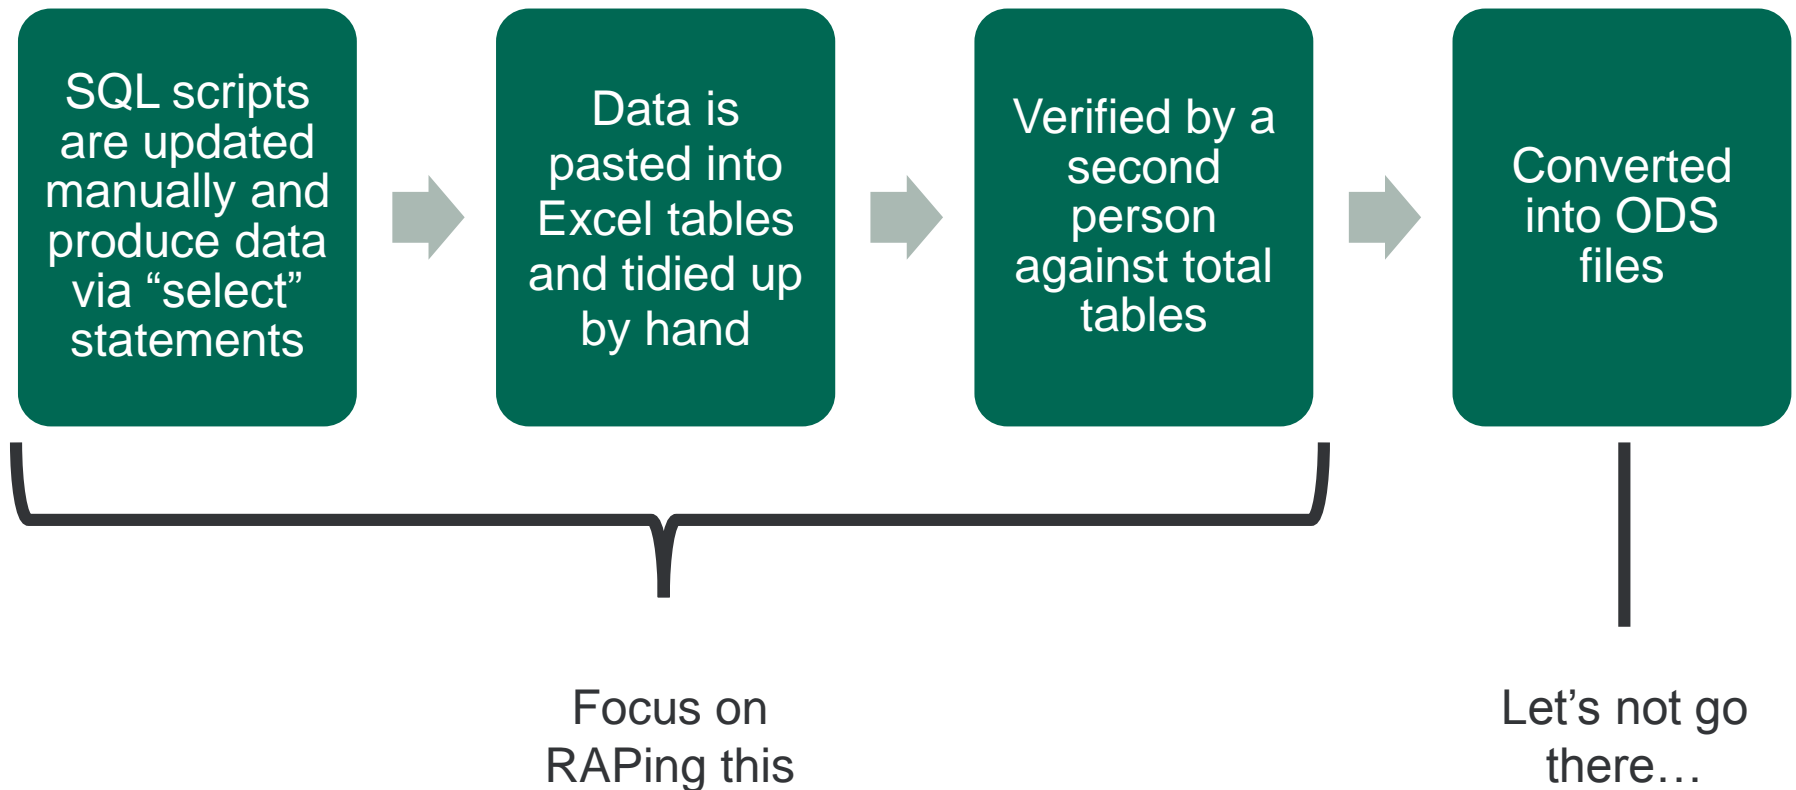 SQL scripts
are updated
manually and
produce data
via “select”
statements
Data is
pasted into
Excel tables
and tidied up
by hand
Verified by a
second
person
against total
tables
Converted
into ODS
files
Focus on
RAPing this
Let’s not go
there…